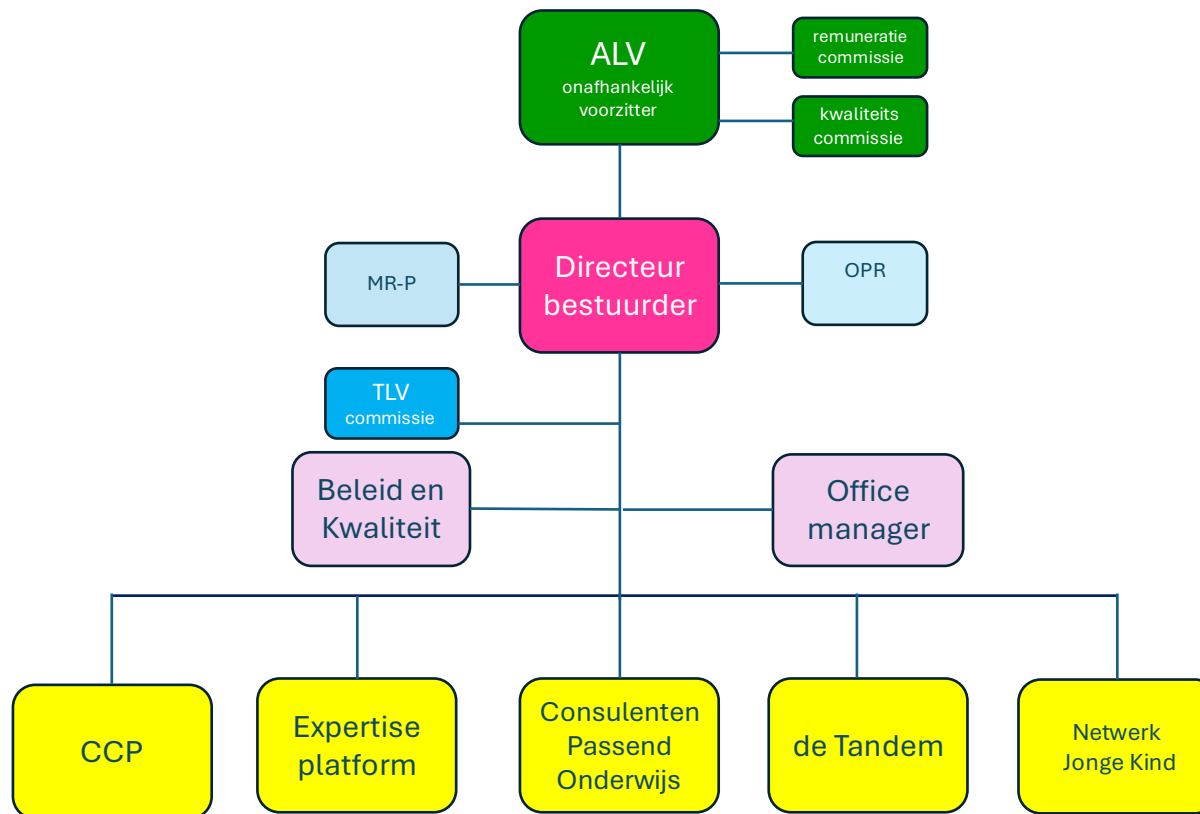 ALV
onafhankelijk
voorzitter
remuneratie
commissie
kwaliteits
commissie
Directeur
bestuurder
MR-P
OPR
TLV
commissie
Beleid en
Kwaliteit
Office
manager
CCP
Expertise
platform
Consulenten
Passend
Onderwijs
de Tandem
Netwerk
Jonge Kind